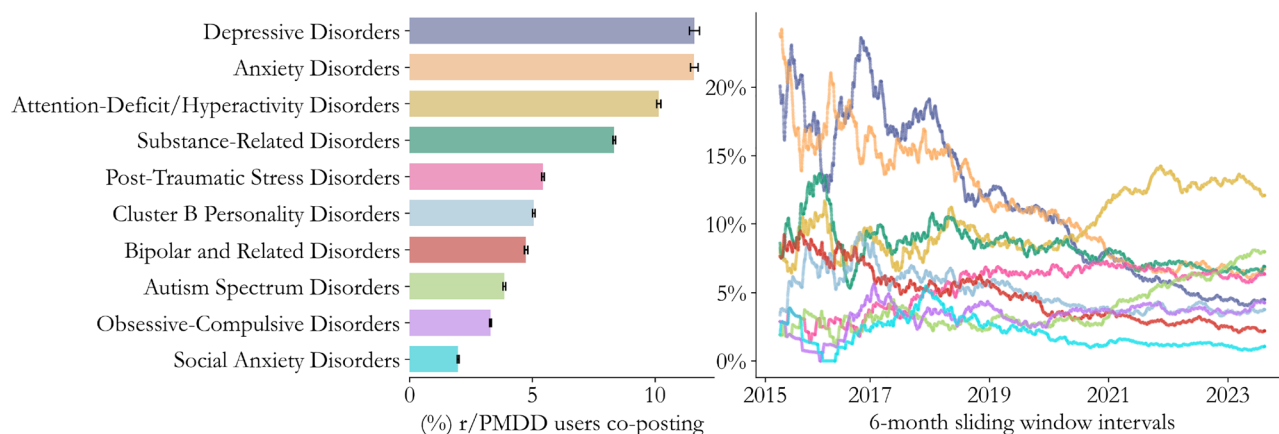 Depressive Disorders
Anxiety Disorders
Attention-Deficit/Hyperactivity Disorders
Substance-Related Disorders
Post-Traumatic Stress Disorders
Cluster B Personality Disorders
Bipolar and Related Disorders
Autism Spectrum Disorders
Obsessive-Compulsive Disorders
Social Anxiety Disorders
0 5 10
(%) r/PMDD users co-posting
20%
15%
10%
5%
0%
2015 2017 2019 2021 2023
6-month sliding window intervals